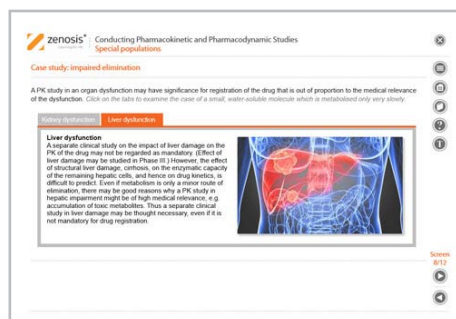 zenosis®
Conducting Pharmacokinetic and Pharmacodynamic Studies
Special populations
Case study: impaired elimination
A PK study in an organ dysfunction may have significance for registration of the drug that is out of proportion to the medical relevance
of the dysfunction. Click on the tabs to examine the case of a small, water-soluble molecule which is metabolised only very slowly.
Kidney dysfunction
Liver dysfunction
Liver dysfunction
A separate clinical study on the impact of liver damage on the
PK of the drug may not be regarded as mandatory. (Effect of
liver damage may be studied in Phase III.) However, the effect
of structural liver damage, cirrhosis, on the enzymatic capacity
of the remaining hepatic cells, and hence on drug kinetics, is
difficult to predict. Even if metabolism is only a minor route of
elimination, there may be good reasons why a PK study in
hepatic impairment might be of high medical relevance, e.g.
accumulation of toxic metabolites. Thus a separate clinical
study in liver damage may be thought necessary, even if it is
not mandatory for drug registration.
Screen
8/12